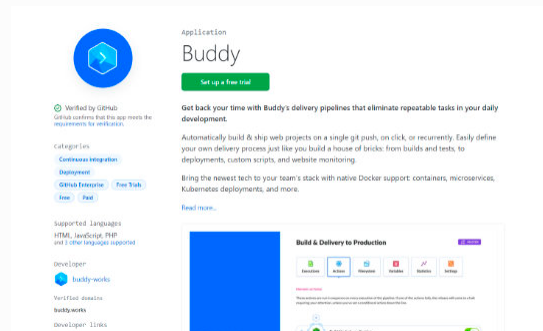 Application
Buddy
Set up a free trial
Verified by GitHub
GitHub confirms that this app meets the
requirements for verification.
Categories
Continuous integration
Deployment
GitHub Enterprise
Free Trials
Free
Paid
Supported languages
HTML, JavaScript, PHP
and 3 other languages supported
Developer
buddy-works
Verified domains
buddy.works
Developer links
Get back your time with Buddy's delivery pipelines that eliminate repeatable tasks in your daily
development.
Automatically build & ship web projects on a single git push, on click, or recurrently. Easily define
your own delivery process just like you build a house of bricks: from builds and tests, to
deployments, custom scripts, and website monitoring.
Bring the newest tech to your team's stack with native Docker support: containers, microservices,
Kubernetes deployments, and more.
Read more...
Build & Delivery to Production
Executions
Actions
Filesystem
Variables
Statistics
Settings